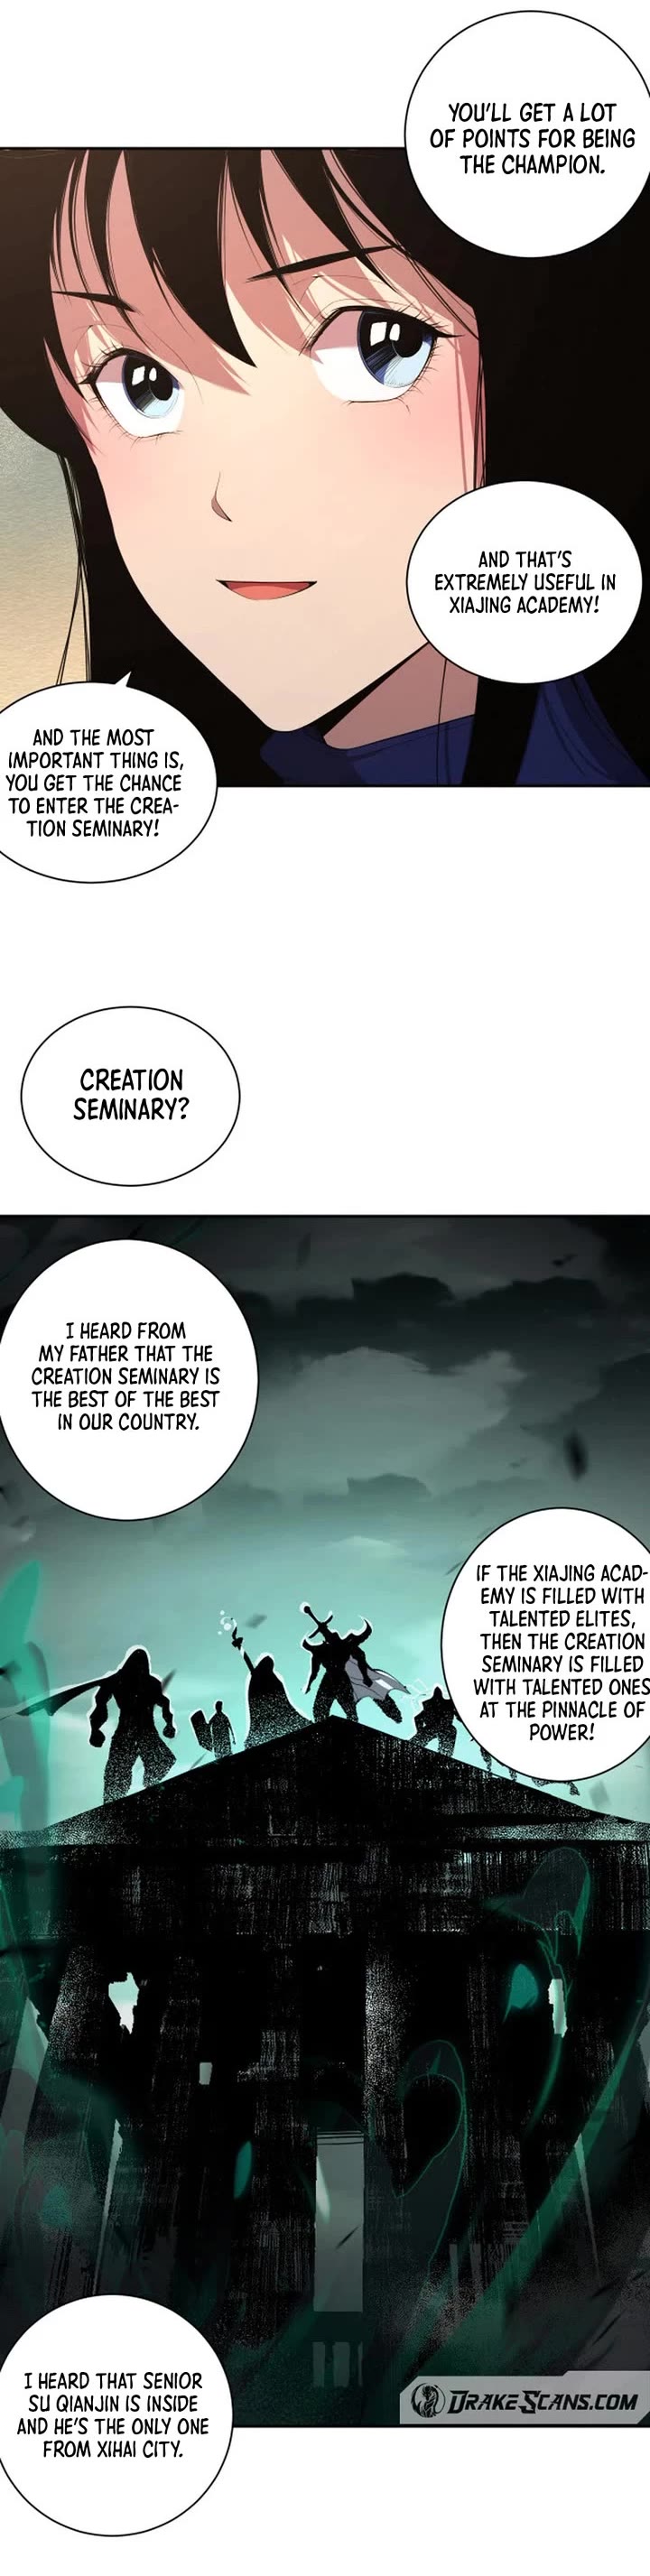 YOU'LL GET A LOT
OF POINTS FOR BEING
THE CHAMPION.
AND THAT'S
EXTREMELY USEFUL IN
XIAJING ACADEMY!
AND THE MOST
IMPORTANT THING IS,
YOU GET THE CHANCE
TO ENTER THE CREA-
TION SEMINARY!
CREATION
SEMINARY?
I HEARD FROM
MY FATHER THAT THE
CREATION SEMINARY IS
THE BEST OF THE BEST
IN OUR COUNTRY.
IF THE XIAJING ACAD-
EMY IS FILLED WITH
TALENTED ELITES,
THEN THE CREATION
SEMINARY IS FILLED
WITH TALENTED ONES
AT THE PINNACLE OF
POWER!
I HEARD THAT SENIOR
SU QIANJIN IS INSIDE
AND HE'S THE ONLY ONE
FROM XIHAI CITY.
DRAKESCANS.COM